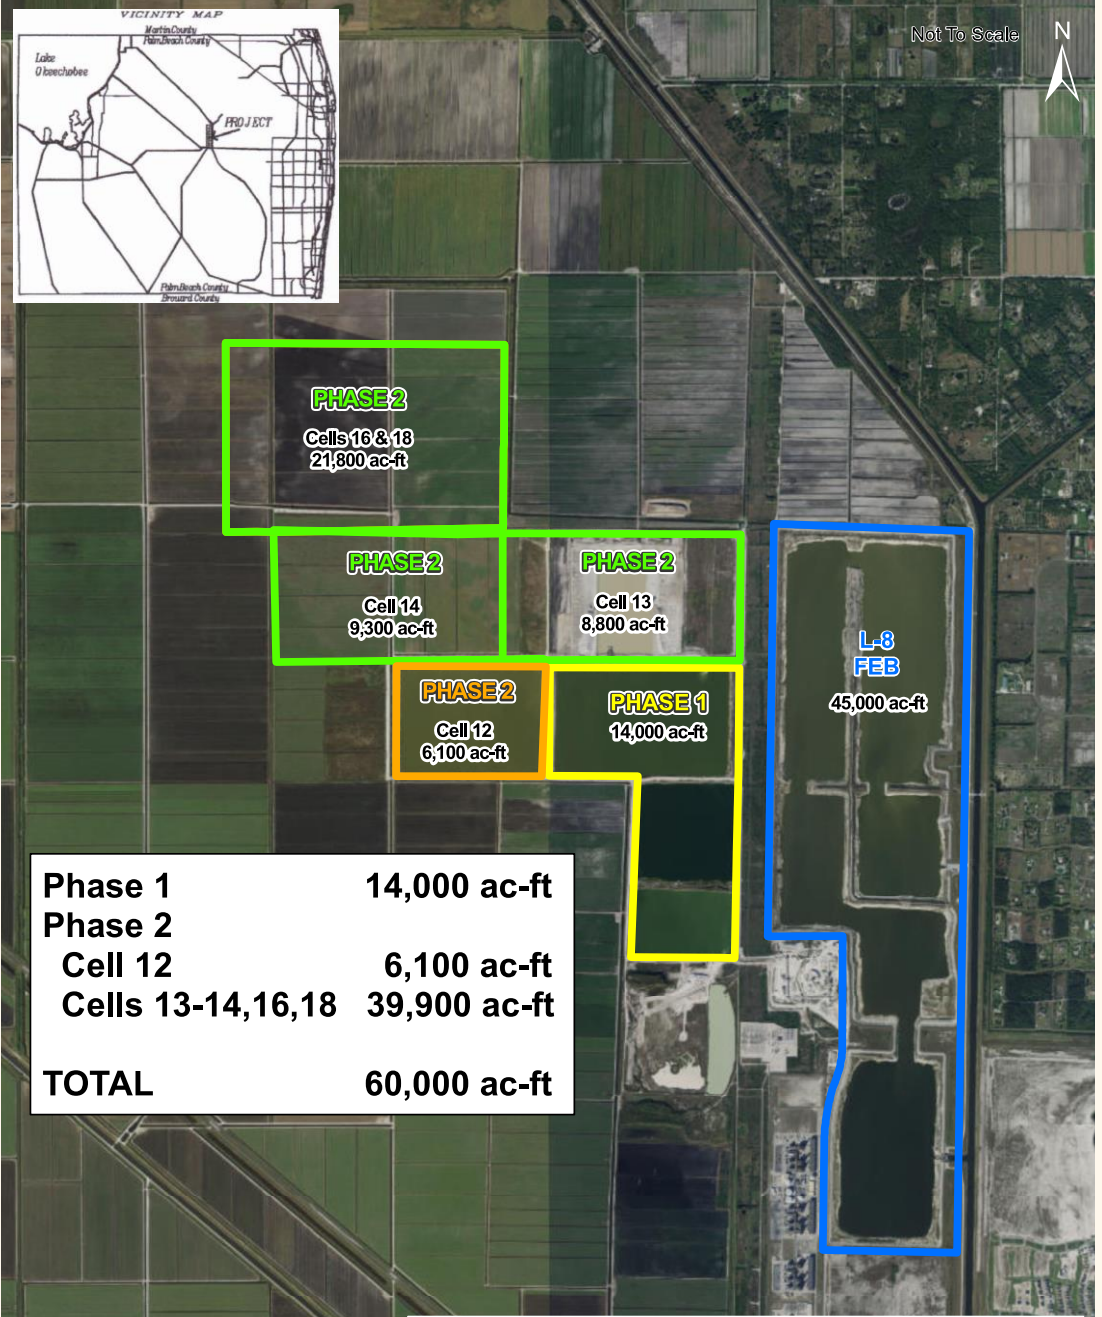 VICINITY MAP
Martin County
Palm Beach County
Lake
Okeechobee
PROJECT
Palm Beach County
Broward County
Not To Scale
N
PHASE 2
Cells 16 & 18
21,800 ac-ft
PHASE 2
Cell 14
9,300 ac-ft
PHASE 2
Cell 13
8,800 ac-ft
PHASE 2
Cell 12
6,100 ac-ft
PHASE 1
14,000 ac-ft
L-8
FEB
45,000 ac-ft
Phase 1 14,000 ac-ft
Phase 2
Cell 12 6,100 ac-ft
Cells 13-14,16,18 39,900 ac-ft
TOTAL 60,000 ac-ft